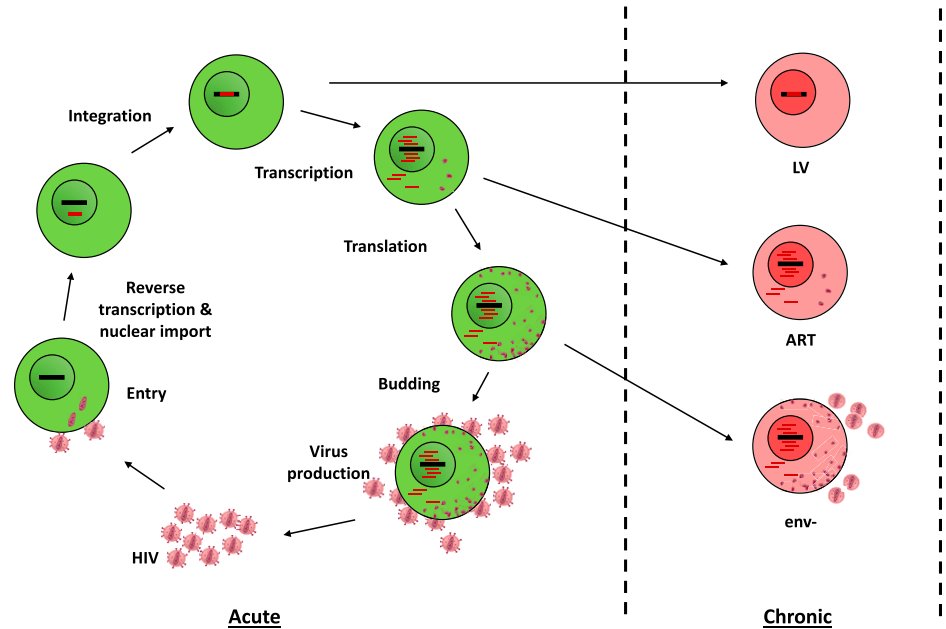 Integration
Transcription
Translation
Reverse
transcription &
nuclear import
Entry
Budding
Virus
production
HIV
Acute
LV
ART
env-
Chronic